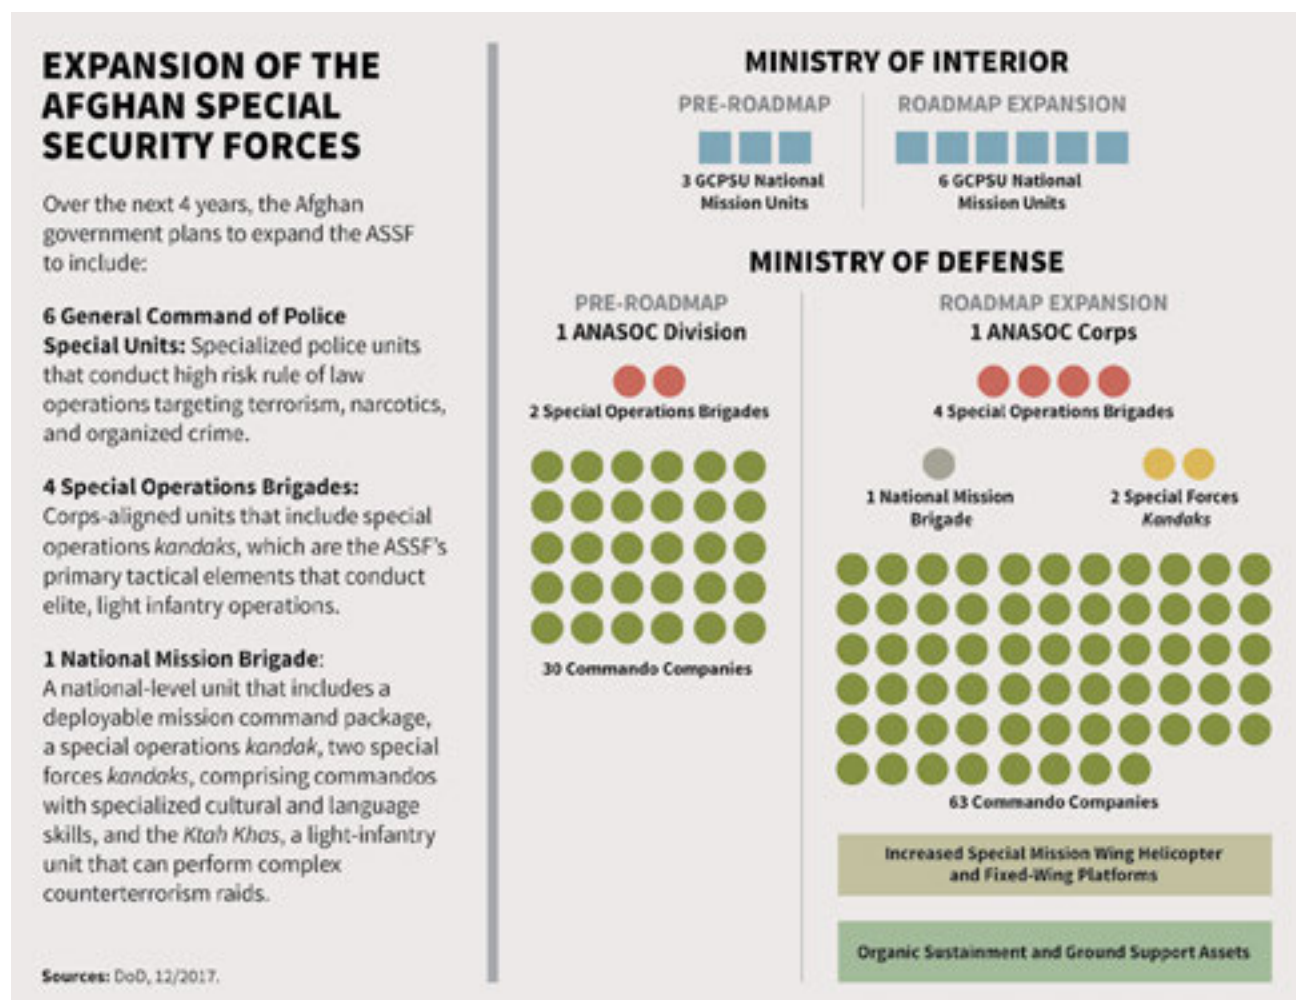 EXPANSION OF THE
AFGHAN SPECIAL
SECURITY FORCES
Over the next 4 years, the Afghan
government plans to expand the ASSF
to include:
6 General Command of Police
Special Units: Specialized police units
that conduct high risk rule of law
operations targeting terrorism, narcotics,
and organized crime.
4 Special Operations Brigades:
Corps-aligned units that include special
operations kandaks, which are the ASSF's
primary tactical elements that conduct
elite, light infantry operations.
1 National Mission Brigade:
A national-level unit that includes a
deployable mission command package,
a special operations kandak, two special
forces kandaks, comprising commandos
with specialized cultural and language
skills, and the Ktah Khas, a light-infantry
unit that can perform complex
counterterrorism raids.
Sources: DoD, 12/2017.
MINISTRY OF INTERIOR
PRE-ROADMAP
3 GCPSU National
Mission Units
ROADMAP EXPANSION
6 GCPSU National
Mission Units
MINISTRY OF DEFENSE
PRE-ROADMAP
1 ANASOC Division
2 Special Operations Brigades
30 Commando Companies
ROADMAP EXPANSION
1 ANASOC Corps
4 Special Operations Brigades
1 National Mission
Brigade
2 Special Forces
Kandaks
63 Commando Companies
Increased Special Mission Wing Helicopter
and Fixed-Wing Platforms
Organic Sustainment and Ground Support Assets